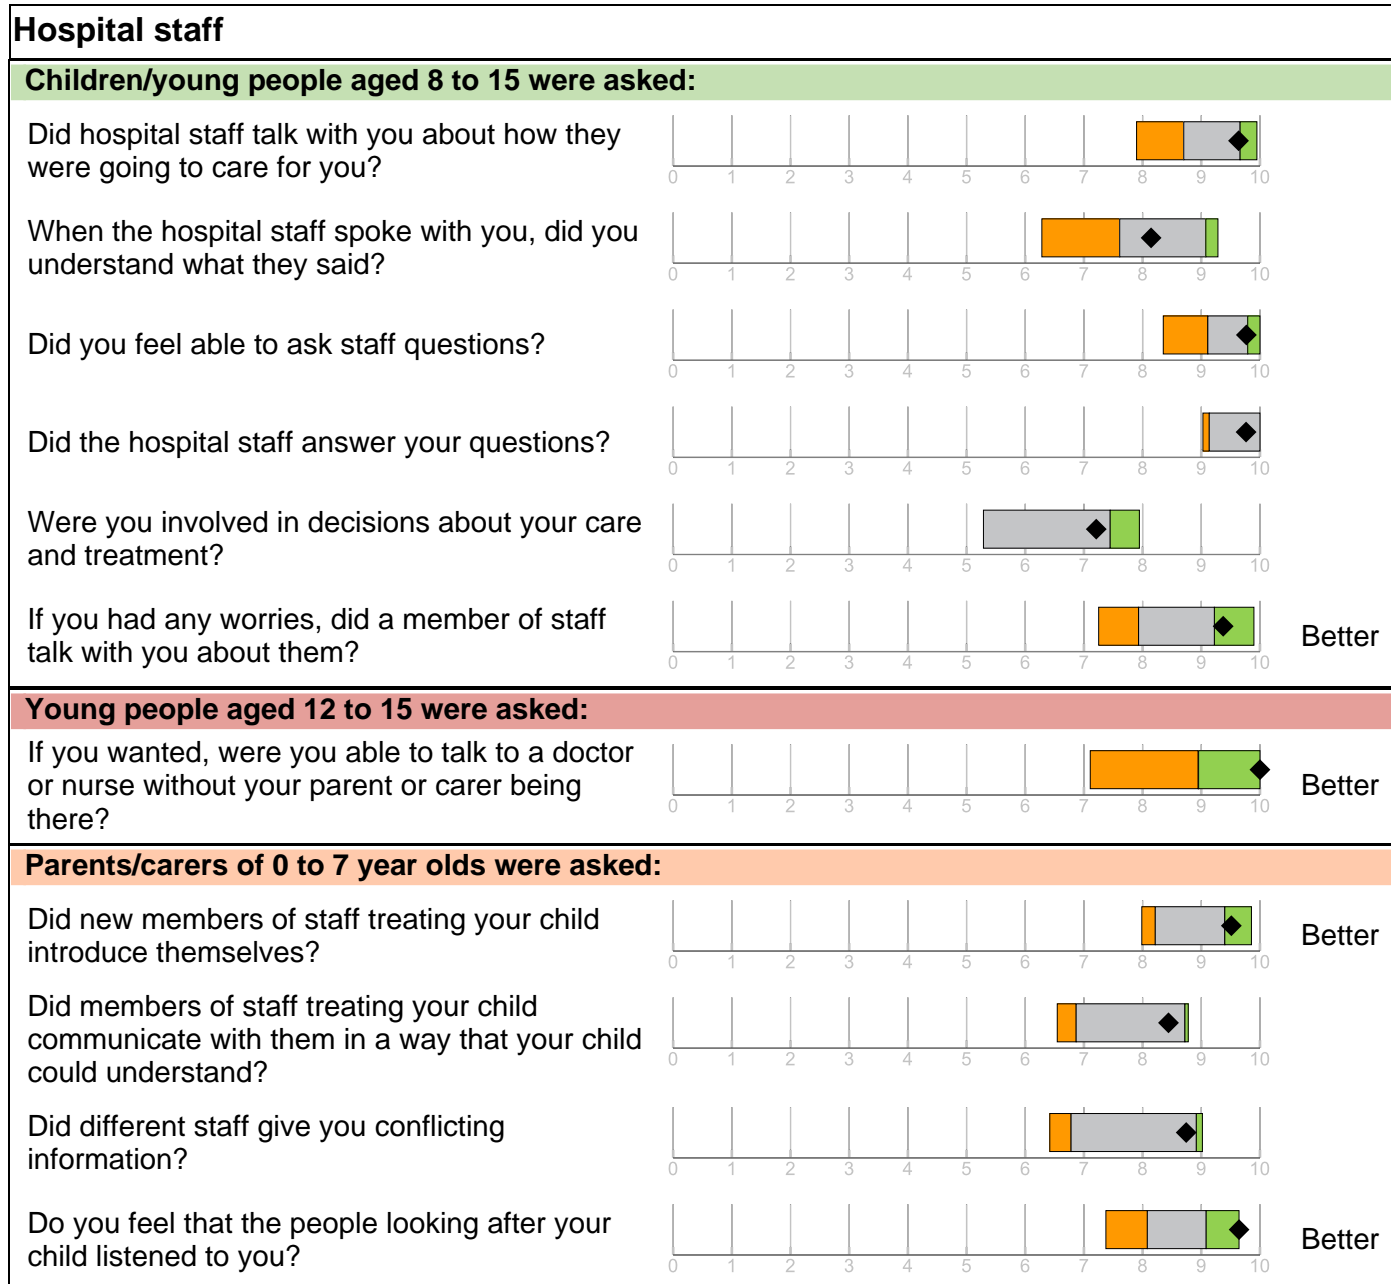 Hospital staff
Children/young people aged 8 to 15 were asked:
Did hospital staff talk with you about how they
were going to care for you?
0 1 2 3 4 5 6 7 8 9 10
When the hospital staff spoke with you, did you
understand what they said?
0 1 2 3 4 5 6 7 8 9 10
Did you feel able to ask staff questions?
0 1 2 3 4 5 6 7 8 9 10
Did the hospital staff answer your questions?
0 1 2 3 4 5 6 7 8 9 10
Were you involved in decisions about your care
and treatment?
0 1 2 3 4 5 6 7 8 9 10
If you had any worries, did a member of staff
talk with you about them?
0 1 2 3 4 5 6 7 8 9 10
Better
Young people aged 12 to 15 were asked:
If you wanted, were you able to talk to a doctor
or nurse without your parent or carer being
there?
0 1 2 3 4 5 6 7 8 9 10
Better
Parents/carers of 0 to 7 year olds were asked:
Did new members of staff treating your child
introduce themselves?
0 1 2 3 4 5 6 7 8 9 10
Better
Did members of staff treating your child
communicate with them in a way that your child
could understand?
0 1 2 3 4 5 6 7 8 9 10
Did different staff give you conflicting
information?
0 1 2 3 4 5 6 7 8 9 10
Do you feel that the people looking after your
child listened to you?
0 1 2 3 4 5 6 7 8 9 10
Better